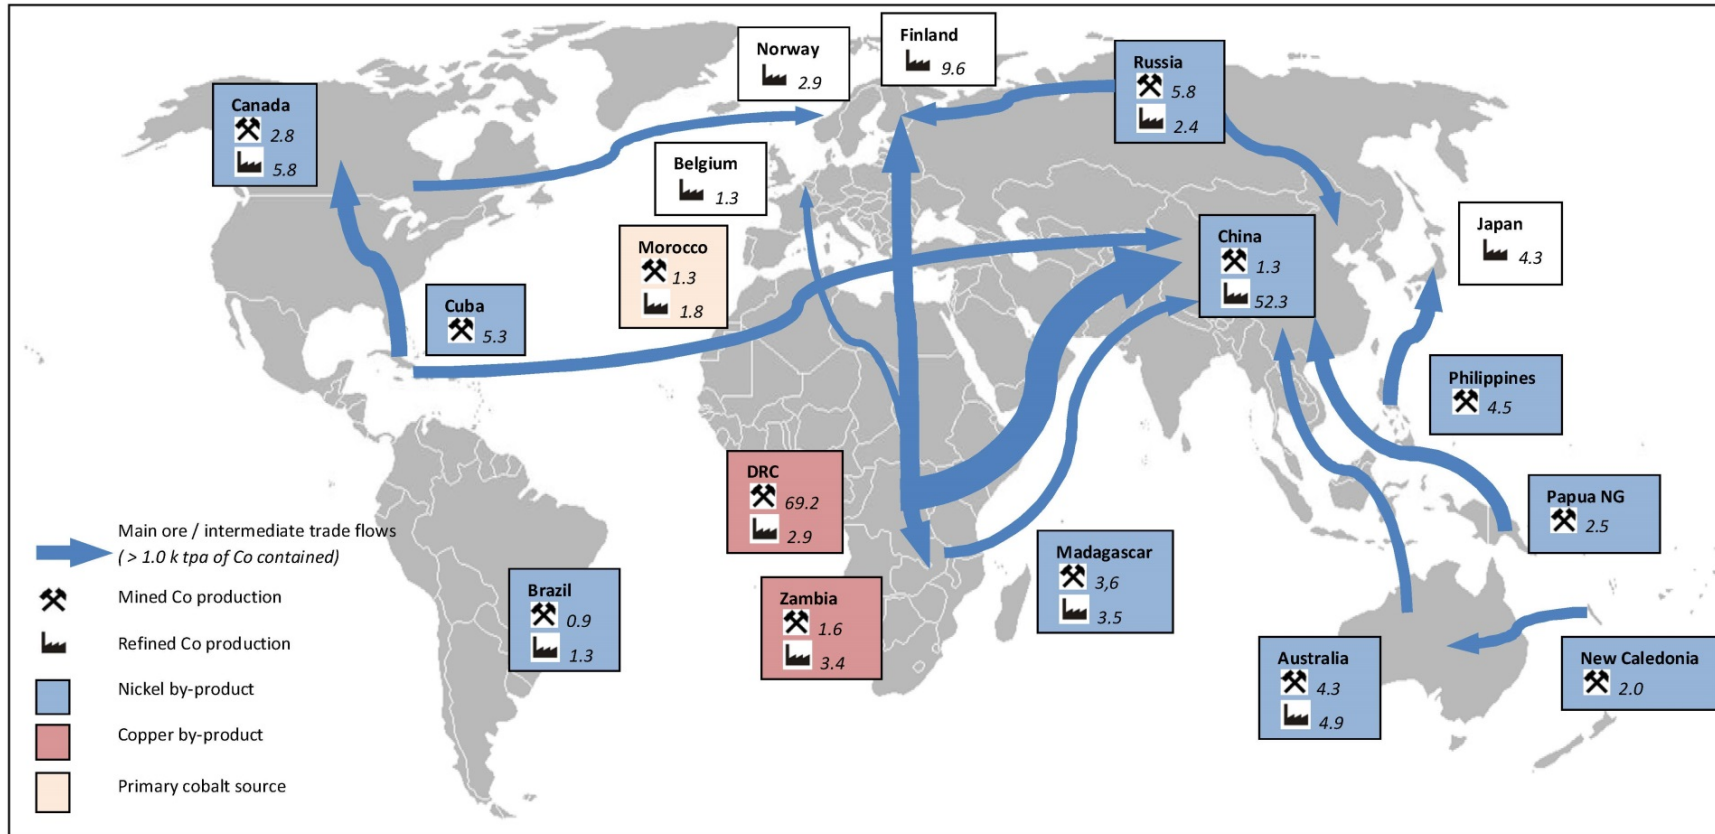 Norway
2.9
Finland
9.6
Russia
5.8
2.4
Canada
2.8
5.8
Belgium
1.3
Morocco
1.3
1.8
China
1.3
52.3
Japan
4.3
Cuba
5.3
Philippines
4.5
DRC
69.2
2.9
Papua NG
2.5
Madagascar
3,6
3.5
Brazil
0.9
1.3
Zambia
1.6
3.4
Australia
4.3
4.9
New Caledonia
2.0
Main ore / intermediate trade flows
( > 1.0 k tpa of Co contained)
Mined Co production
Refined Co production
Nickel by-product
Copper by-product
Primary cobalt source